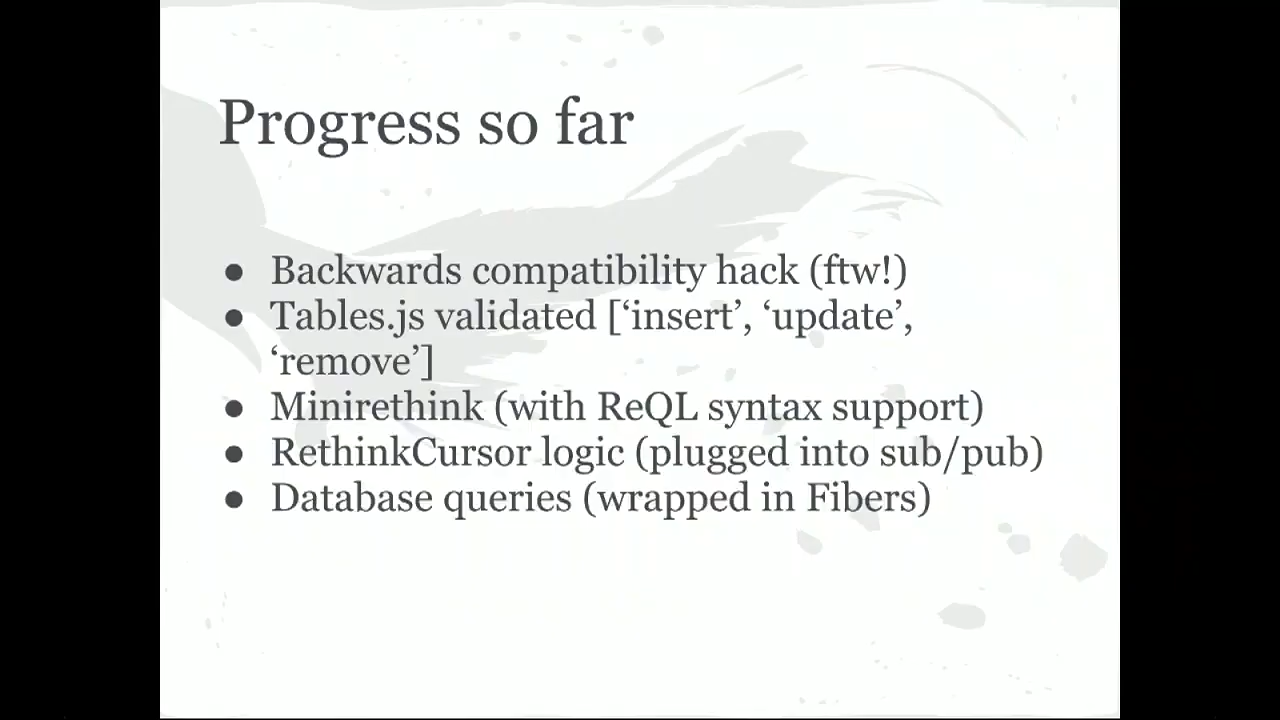 Progress so far
● Backwards compatibility hack (ftw!)
● Tables.js validated [‘insert’, ‘update’,
‘remove’]
● Minirethink (with ReQL syntax support)
● RethinkCursor logic (plugged into sub/pub)
● Database queries (wrapped in Fibers)